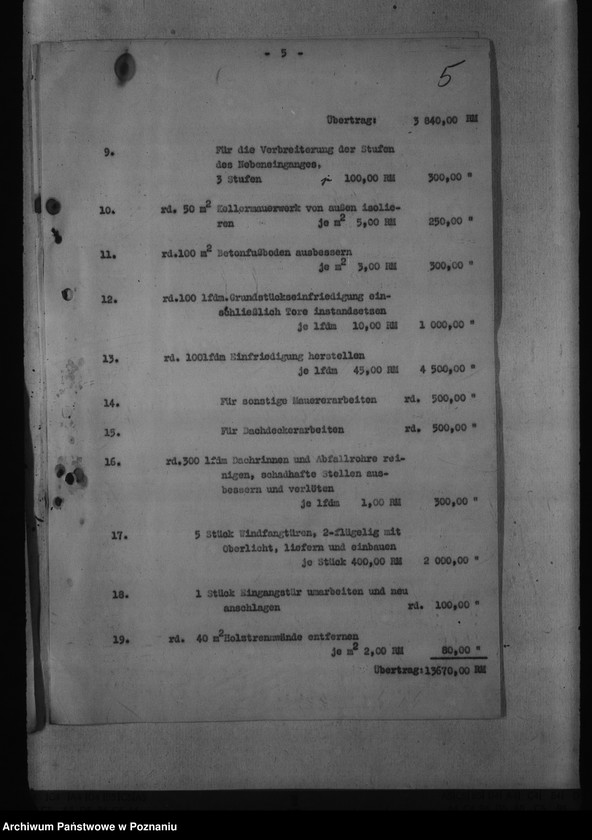 - 5 -
5
Übertrag: 3 840,00 RM
9. Für die Verbreiterung der Stufen
des Nebeneinganges,
3 Stufen je 100,00 RM 300,00 "
10. rd. 50 m² Kellermauerwerk von außen isolie-
ren je m² 5,00 RM 250,00 "
11. rd.100 m² Betonfußboden ausbessern
je m² 3,00 RM 300,00 "
12. rd.100 lfdm.Grundstückseinfriedigung ein-
schließlich Tore instandsetzen
je lfdm 10,00 RM 1 000,00 "
13. rd. 100lfdm Einfriedigung herstellen
je lfdm 45,00 RM 4 500,00 "
14. Für sonstige Mauererarbeiten rd. 500,00 "
15. Für Dachdeckerarbeiten rd. 500,00 "
16. rd.300 lfdm Dachrinnen und Abfallrohre rei-
nigen, schadhafte Stellen aus-
bessern und verlöten
je lfdm 1,00 RM 300,00 "
17. 5 Stück Windfangtüren, 2-flügelig mit
Oberlicht, liefern und einbauen
je Stück 400,00 RM 2 000,00 "
18. 1 Stück Eingangstür umarbeiten und neu
anschlagen rd. 100,00 "
19. rd. 40 m² Holztrennwände entfernen
je m² 2,00 RM 80,00 "
Übertrag:13670,00 RM
Archiwum Państwowe w Poznaniu